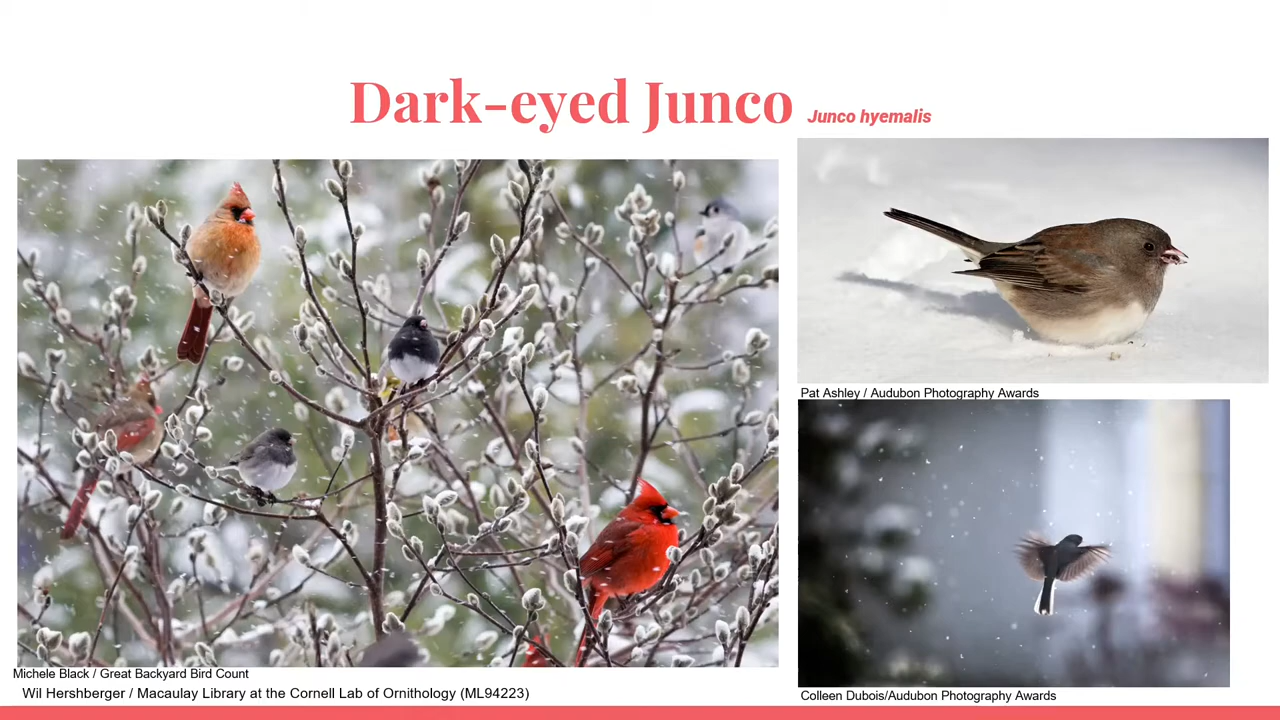 Dark-eyed Junco Junco hyemalis
Pat Ashley / Audubon Photography Awards
Michele Black / Great Backyard Bird Count
Wil Hershberger / Macaulay Library at the Cornell Lab of Ornithology (ML94223)
Colleen Dubois/Audubon Photography Awards